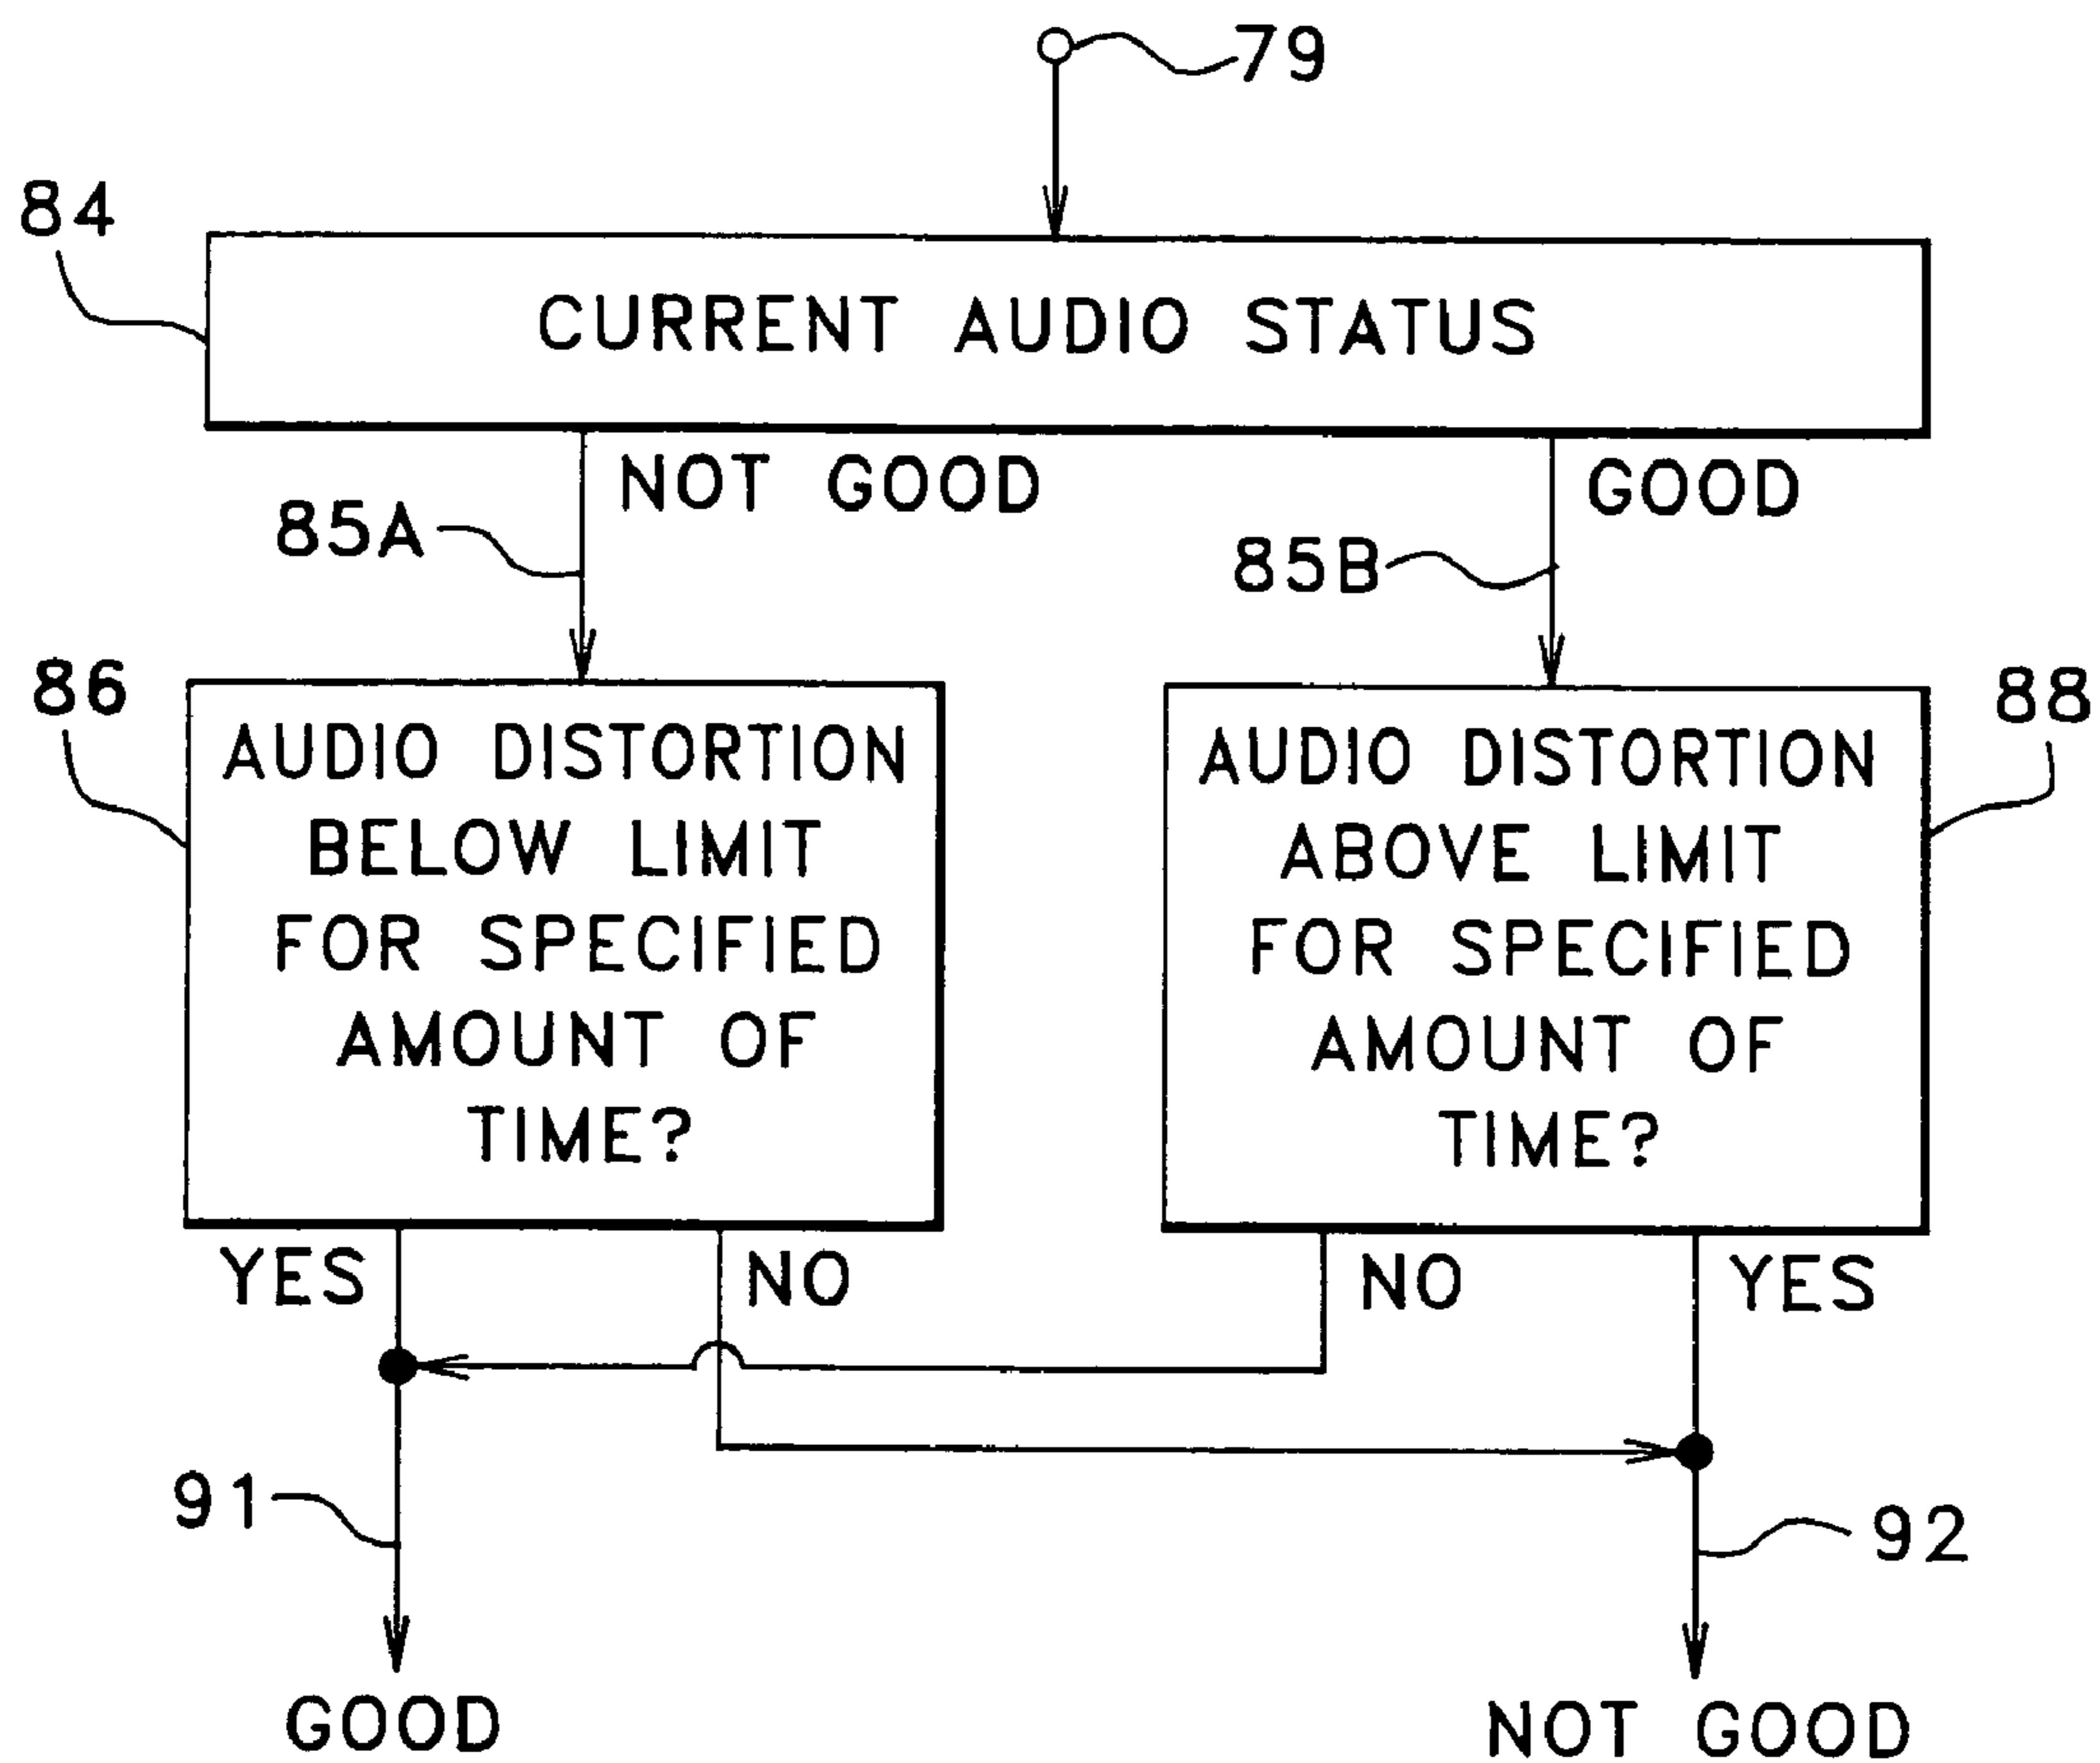 79
84
CURRENT AUDIO STATUS
NOT GOOD
GOOD
85A
85B
86
88
AUDIO DISTORTION
BELOW LIMIT
FOR SPECIFIED
AMOUNT OF
TIME?
AUDIO DISTORTION
ABOVE LIMIT
FOR SPECIFIED
AMOUNT OF
TIME?
YES
NO
NO
YES
91
92
GOOD
NOT GOOD